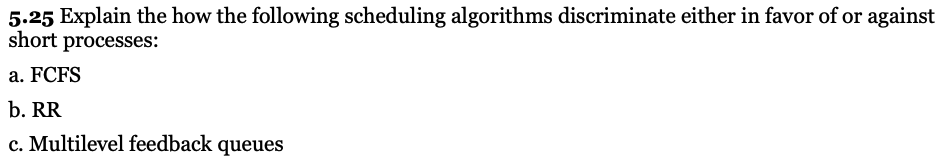 5.25 Explain the how the following scheduling algorithms discriminate either in favor of or against
short processes:
a. FCFS
b. RR
c. Multilevel feedback queues